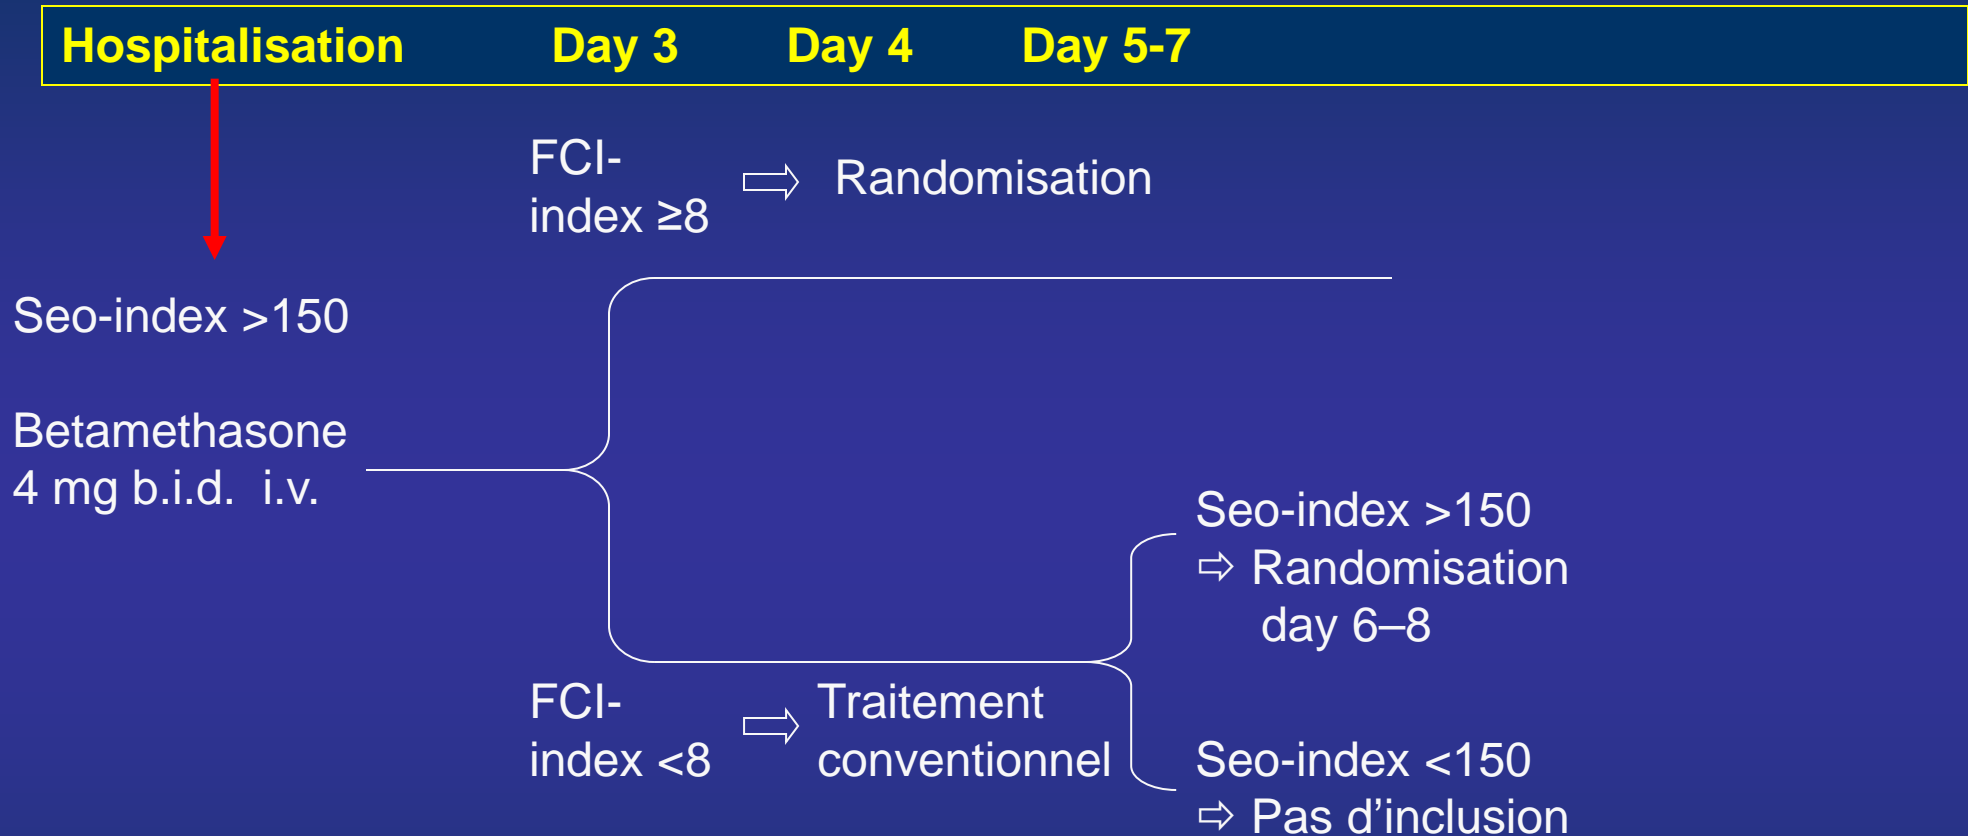 Hospitalisation Day 3 Day 4 Day 5-7
FCI-
index ≥8 ⇨ Randomisation
Seo-index >150
Betamethasone
4 mg b.i.d. i.v.
Seo-index >150
⇨ Randomisation
day 6–8
FCI-
index <8 ⇨ Traitement
conventionnel
Seo-index <150
⇨ Pas d’inclusion